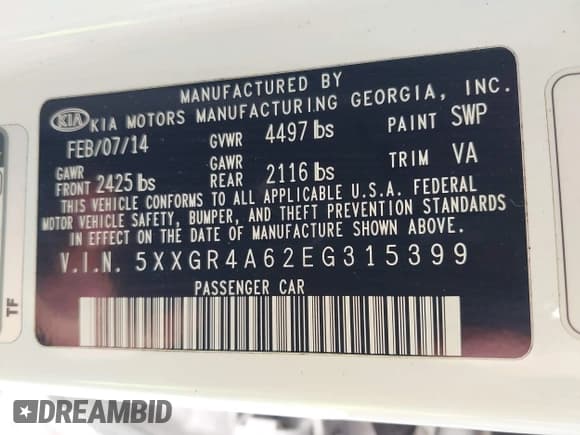 MANUFACTURED BY
KIA KIA MOTORS MANUFACTURING GEORGIA, INC.
FEB/07/14 GVWR 4497 lbs PAINT SWP
GAWR FRONT 2425 lbs GAWR REAR 2116 lbs TRIM VA
THIS VEHICLE CONFORMS TO ALL APPLICABLE U.S.A. FEDERAL
MOTOR VEHICLE SAFETY, BUMPER, AND THEFT PREVENTION STANDARDS
IN EFFECT ON THE DATE OF MANUFACTURE SHOWN ABOVE.
V.I.N. 5XXGR4A62EG315399
PASSENGER CAR
TF
DREAMBID